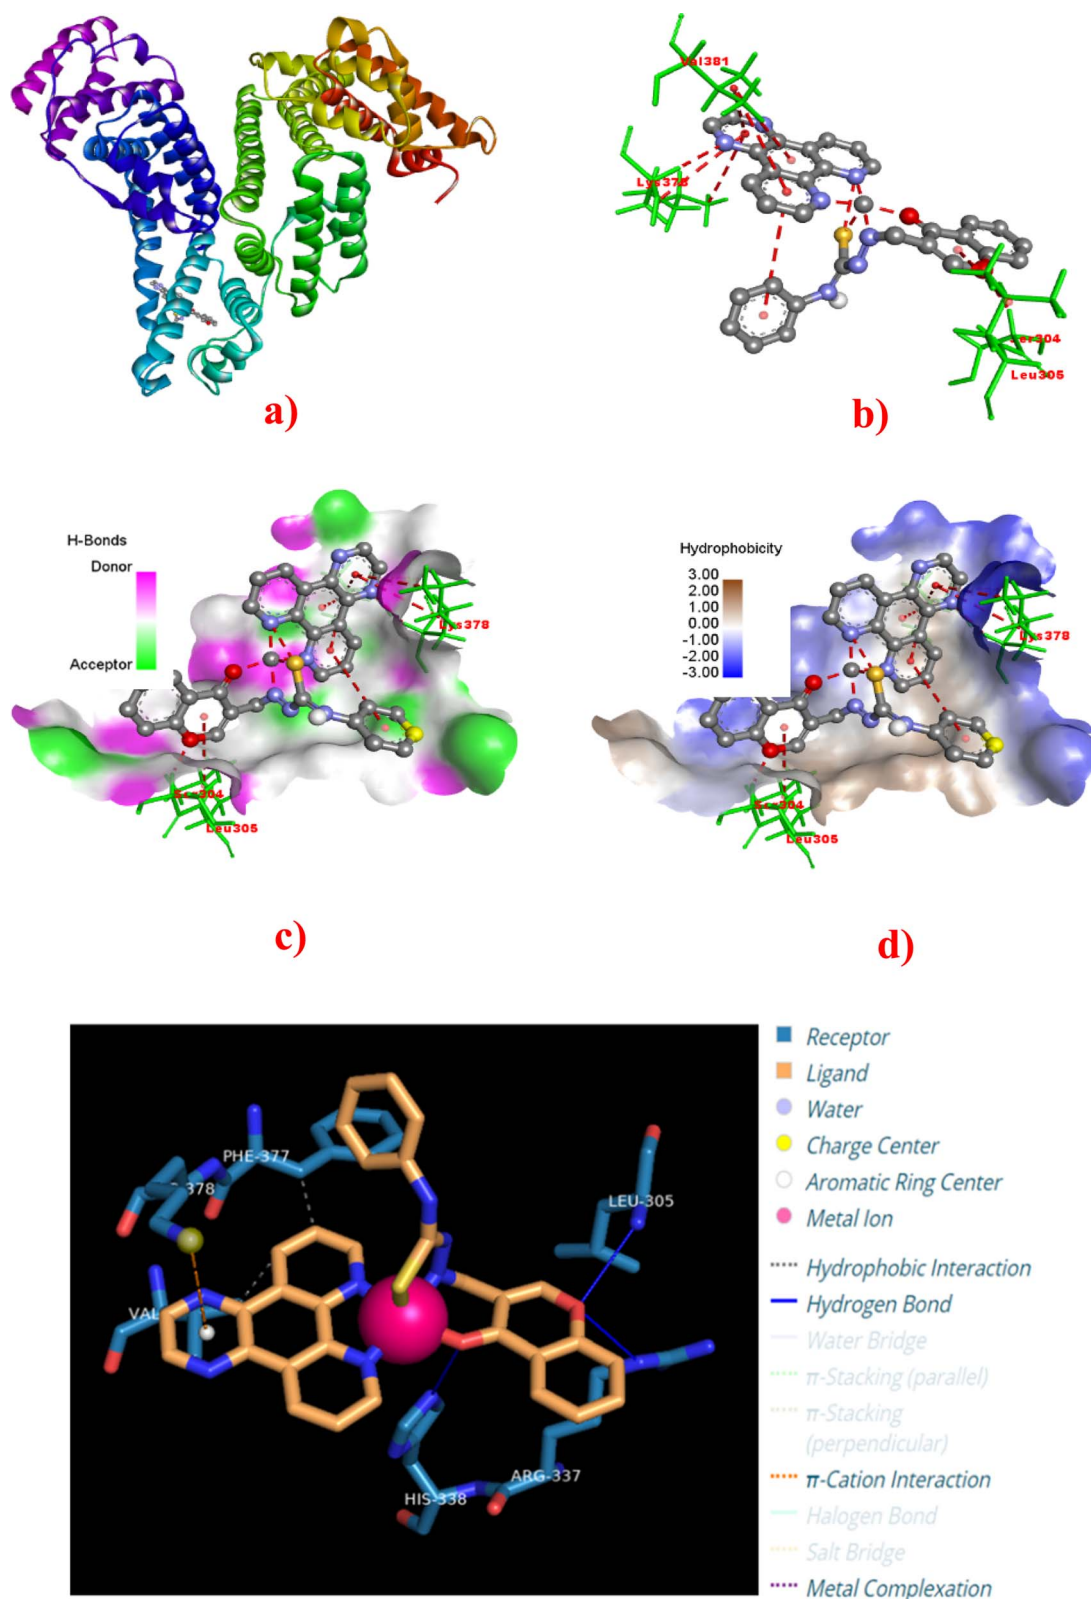 a)
Val381
Lys378
Ser304
Leu305
b)
H-Bonds
Donor
Acceptor
Lys378
Ser304
Leu305
c)
Hydrophobicity
3.00
2.00
1.00
0.00
-1.00
-2.00
-3.00
Lys378
Ser304
Leu305
d)
PHE-377
378
VAL
LEU-305
ARG-337
HIS-338
Receptor
Ligand
Water
Charge Center
Aromatic Ring Center
Metal Ion
Hydrophobic Interaction
Hydrogen Bond
Water Bridge
π-Stacking (parallel)
π-Stacking
(perpendicular)
π-Cation Interaction
Halogen Bond
Salt Bridge
Metal Complexation